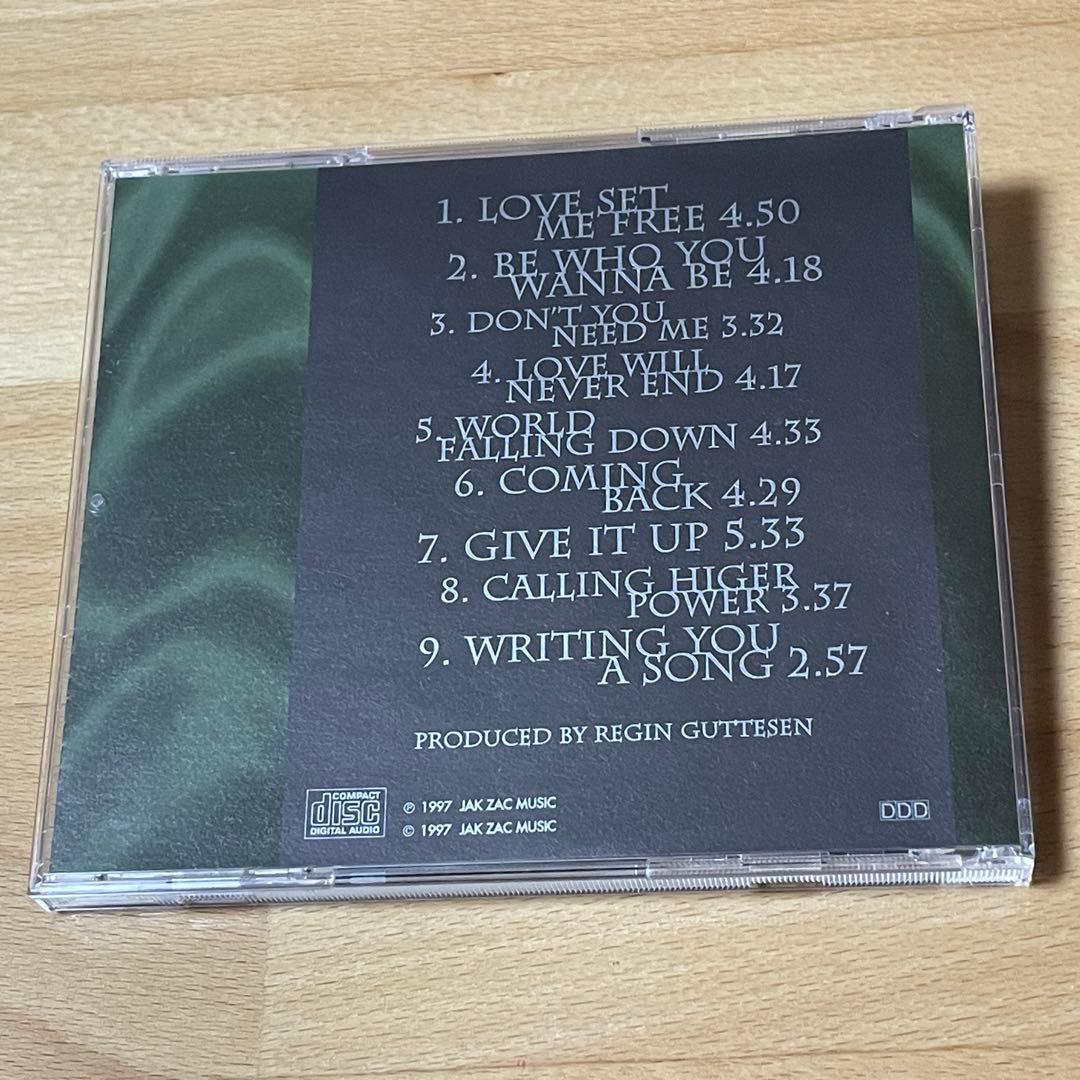 1. LOVE SET
ME FREE 4.50
2. BE WHO YOU
WANNA BE 4.18
3. DON'T YOU
NEED ME 3.32
4. LOVE WILL
NEVER END 4.17
5. WORLD
FALLING DOWN 4.33
6. COMING
BACK 4.29
7. GIVE IT UP 5.33
8. CALLING HIGER
POWER 3.37
9. WRITING YOU
A SONG 2.57
PRODUCED BY REGIN GUTTESEN
COMPACT
disc
DIGITAL AUDIO
℗ 1997 JAK ZAC MUSIC
© 1997 JAK ZAC MUSIC
DDD